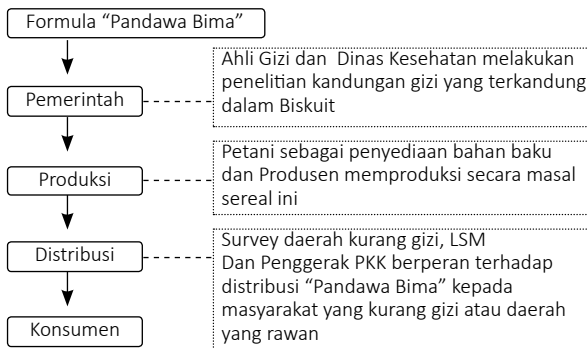 Formula “Pandawa Bima”
Ahli Gizi dan Dinas Kesehatan melakukan
penelitian kandungan gizi yang terkandung
dalam Biskuit
Pemerintah
Petani sebagai penyediaan bahan baku
dan Produsen memproduksi secara masal
sereal ini
Produksi
Survey daerah kurang gizi, LSM
Dan Penggerak PKK berperan terhadap
distribusi “Pandawa Bima” kepada
masyarakat yang kurang gizi atau daerah
yang rawan
Distribusi
Konsumen